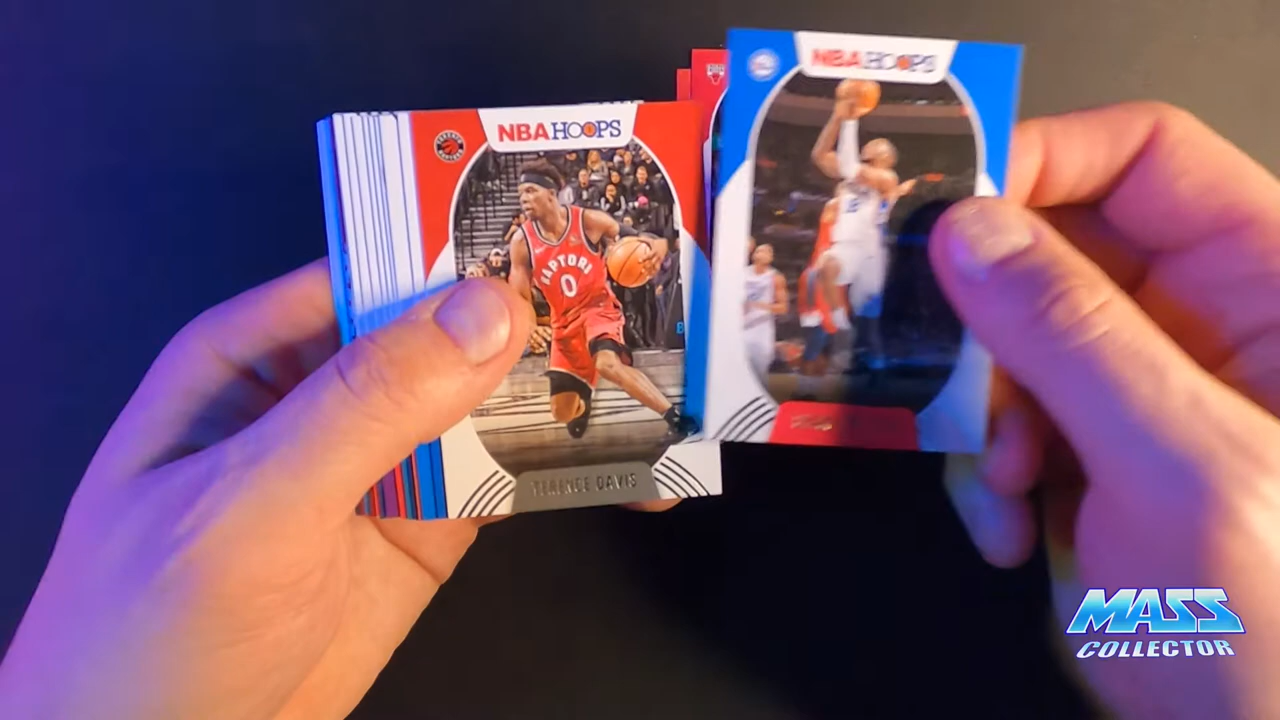 NBA HOOPS
RAPTORS
0
TERENCE DAVIS
NBA HOOPS
MASS
COLLECTOR